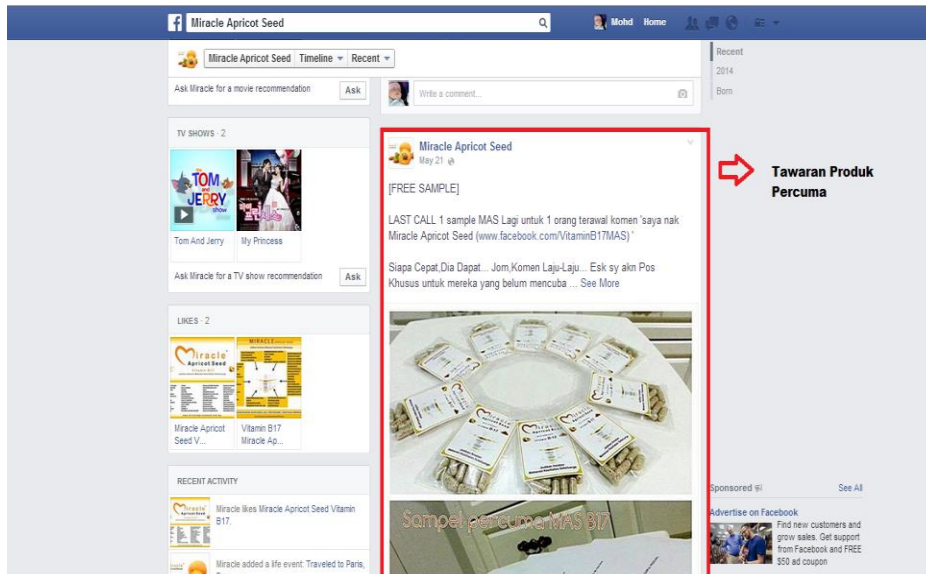 Miracle Apricot Seed
Mohd Home
Miracle Apricot Seed Timeline Recent
Ask Miracle for a movie recommendation Ask
TV SHOWS · 2
Tom And Jerry My Princess
Ask Miracle for a TV show recommendation Ask
LIKES · 2
Miracle Apricot Seed V... Vitamin B17 Miracle Ap...
RECENT ACTIVITY
Miracle likes Miracle Apricot Seed Vitamin
B17.
Miracle added a life event: Traveled to Paris,
Write a comment...
Miracle Apricot Seed
May 21
[FREE SAMPLE]
LAST CALL 1 sample MAS Lagi untuk 1 orang terawal komen 'saya nak
Miracle Apricot Seed (www.facebook.com/VitaminB17MAS) '
Siapa Cepat,Dia Dapat... Jom,Komen Laju-Laju... Esk sy akn Pos
Khusus untuk mereka yang belum mencuba ... See More
Sampel percuma MAS B17
Recent
2014
Born
Tawaran Produk
Percuma
Sponsored See All
Advertise on Facebook
Find new customers and
grow sales. Get support
from Facebook and FREE
$50 ad coupon